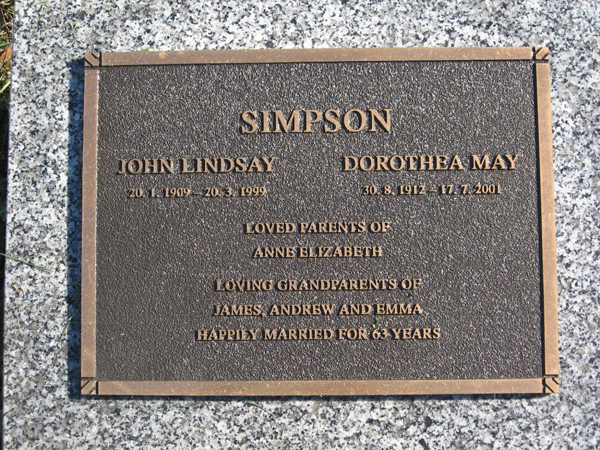 SIMPSON
JOHN LINDSAY DOROTHEA MAY
20. 1. 1909 – 20. 3. 1999 30. 8. 1912 – 17. 7. 2001
LOVED PARENTS OF
ANNE ELIZABETH
LOVING GRANDPARENTS OF
JAMES, ANDREW AND EMMA
HAPPILY MARRIED FOR 63 YEARS